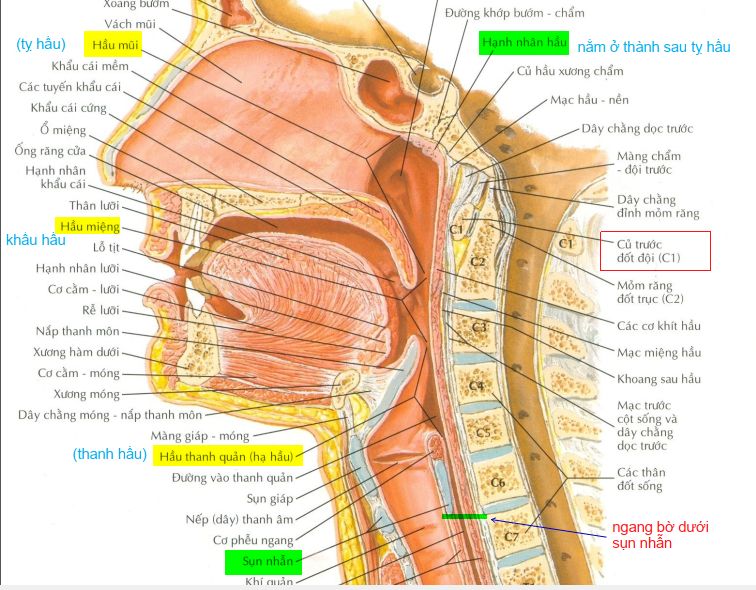 Xoang bướm
Vách mũi
(tỵ hầu)
Hầu mũi
Khẩu cái mềm
Các tuyến khẩu cái
Khẩu cái cứng
Ổ miệng
Ống răng cửa
Hạnh nhân
khẩu cái
Thân lưỡi
Hầu miệng
khẩu hầu
Lỗ tịt
Hạnh nhân lưỡi
Cơ cằm - lưỡi
Rễ lưỡi
Nắp thanh môn
Xương hàm dưới
Cơ cằm - móng
Xương móng
Dây chằng móng - nắp thanh môn
Màng giáp - móng
(thanh hầu)
Hầu thanh quản (hạ hầu)
Đường vào thanh quản
Sụn giáp
Nếp (dây) thanh âm
Cơ phễu ngang
Sụn nhẫn
Khí quản
Đường khớp bướm - chẩm
Hạnh nhân hầu
nằm ở thành sau tỵ hầu
Củ hầu xương chẩm
Mạc hầu - nền
Dây chằng dọc trước
Màng chẩm
- đội trước
Dây chằng
đỉnh mỏm răng
Củ trước
đốt đội (C1)
Mỏm răng
đốt trục (C2)
Các cơ khít hầu
Mạc miệng hầu
Khoang sau hầu
Mạc trước
cột sống và
dây chằng
dọc trước
Các thân
đốt sống
ngang bờ dưới
sụn nhẫn
C1
C1
C2
C3
C4
C5
C6
C7